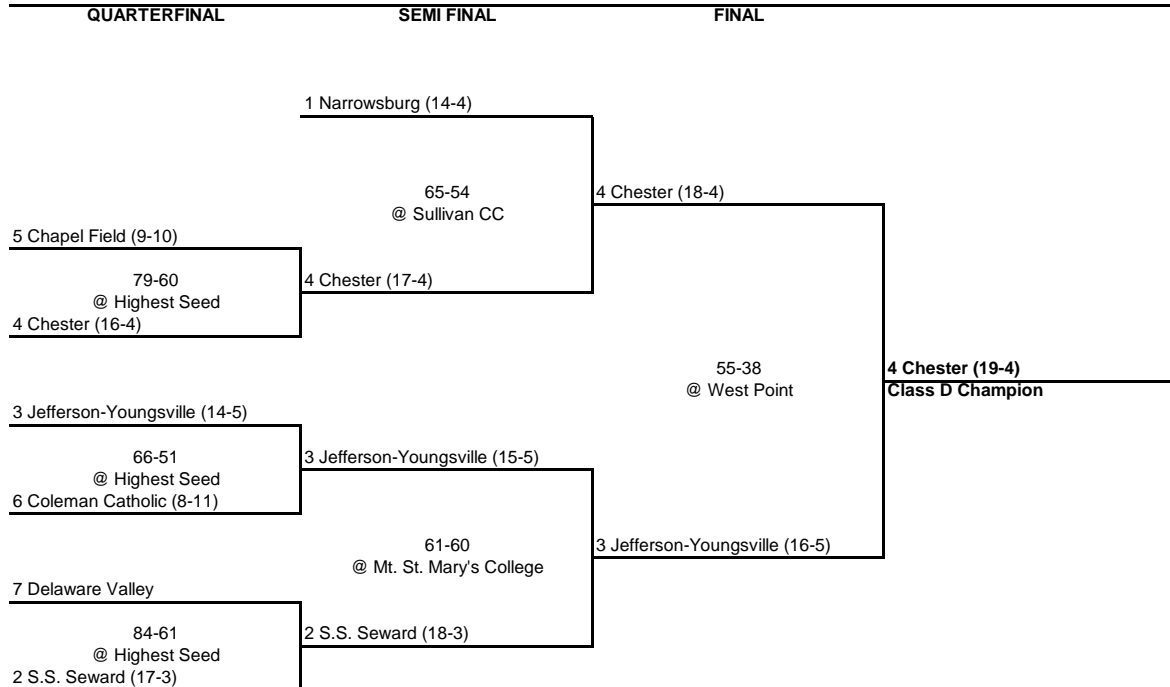 QUARTERFINAL SEMI FINAL FINAL
1 Narrowsburg (14-4)
65-54
@ Sullivan CC
4 Chester (18-4)
5 Chapel Field (9-10)
79-60
@ Highest Seed
4 Chester (17-4)
4 Chester (16-4)
55-38
@ West Point
4 Chester (19-4)
Class D Champion
3 Jefferson-Youngsville (14-5)
66-51
@ Highest Seed
3 Jefferson-Youngsville (15-5)
6 Coleman Catholic (8-11)
61-60
@ Mt. St. Mary's College
3 Jefferson-Youngsville (16-5)
7 Delaware Valley
84-61
@ Highest Seed
2 S.S. Seward (18-3)
2 S.S. Seward (17-3)